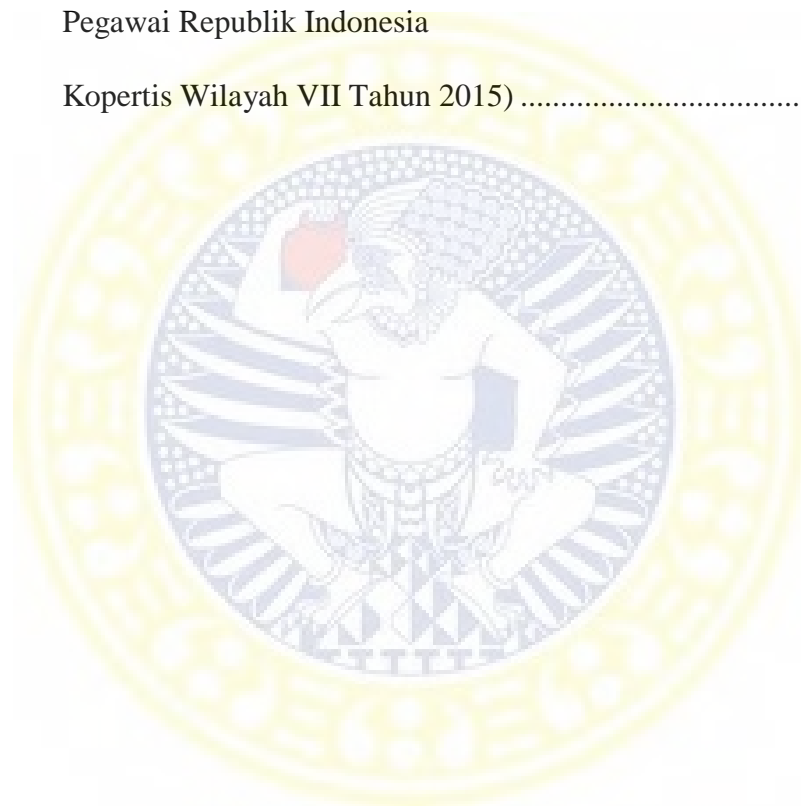 Pegawai Republik Indonesia
Kopertis Wilayah VII Tahun 2015) ...................................